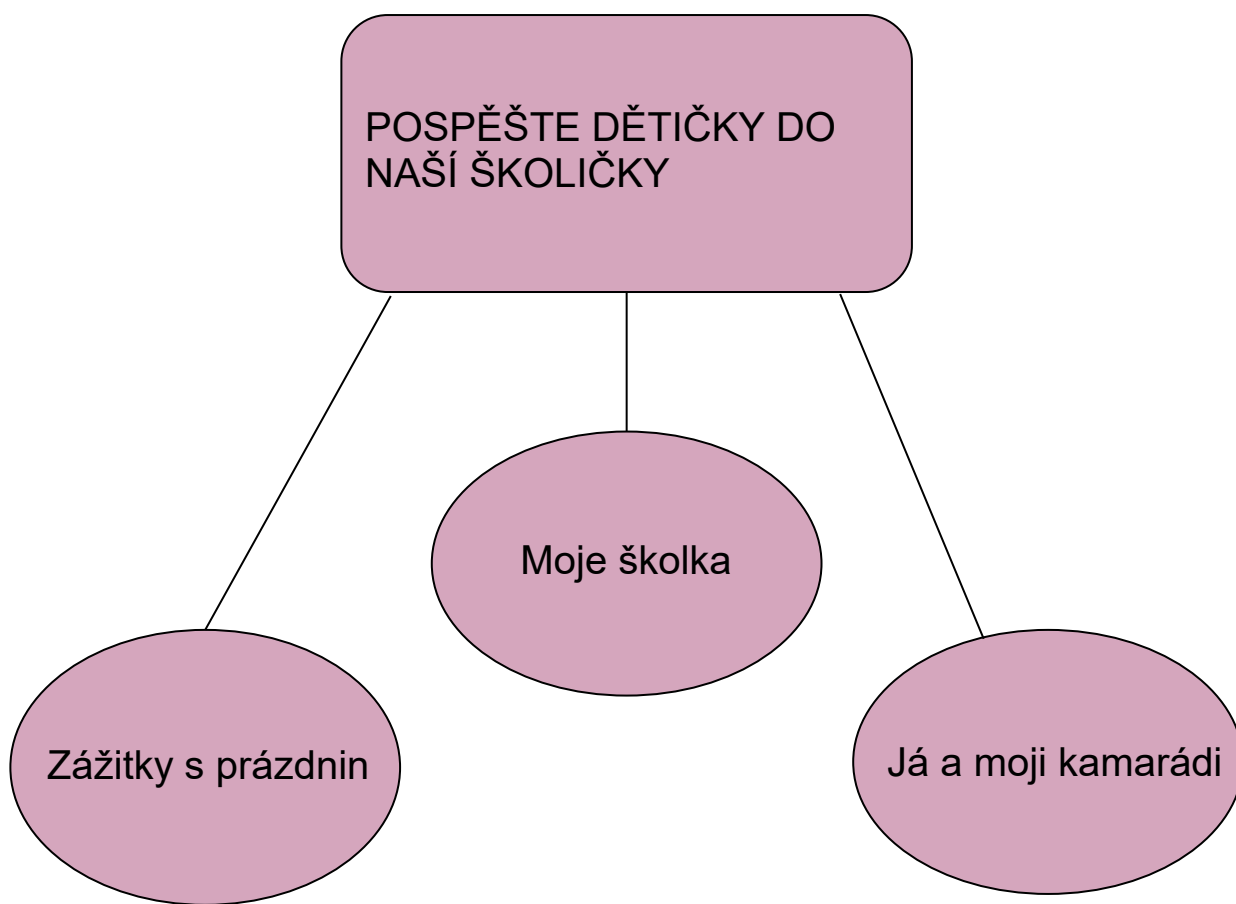 POSPĚŠTE DĚTIČKY DO
NAŠÍ ŠKOLIČKY
Moje školka
Zážitky s prázdnin
Já a moji kamarádi